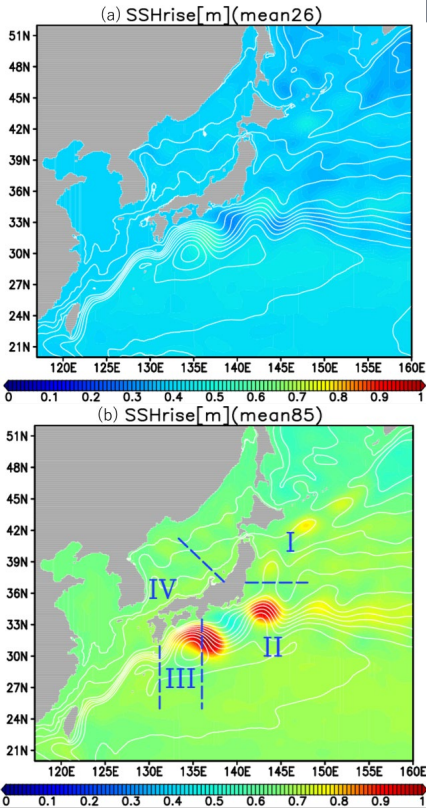 (a) SSHrise[m](mean26)
51N
48N
45N
42N
39N
36N
33N
30N
27N
24N
21N
120E 125E 130E 135E 140E 145E 150E 155E 160E
0 0.1 0.2 0.3 0.4 0.5 0.6 0.7 0.8 0.9 1
(b) SSHrise[m](mean85)
51N
48N
45N
42N
I
39N
IV
36N
33N
II
30N
III
27N
24N
21N
120E 125E 130E 135E 140E 145E 150E 155E 160E
0 0.1 0.2 0.3 0.4 0.5 0.6 0.7 0.8 0.9 1